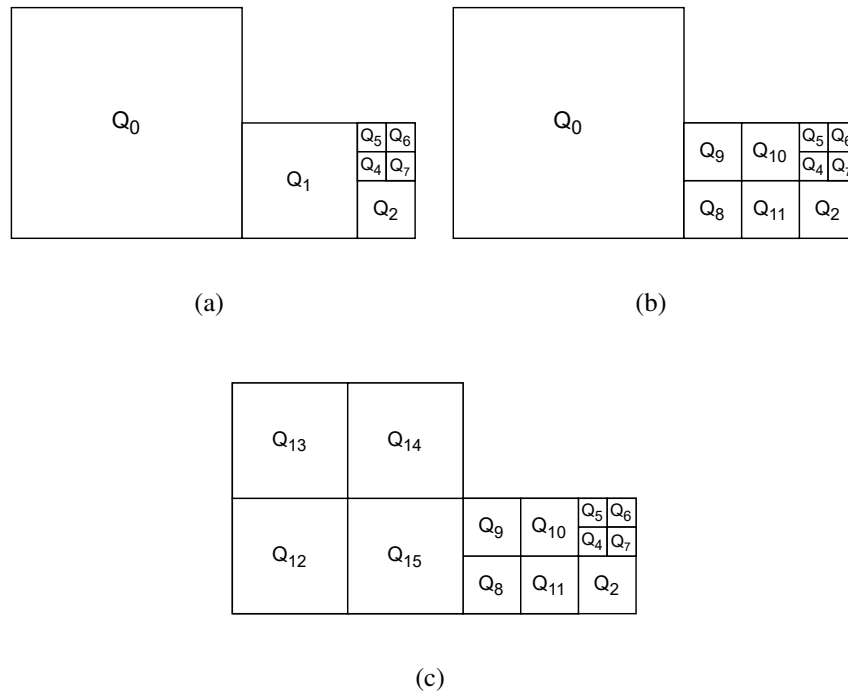 Q0 Q0
Q5 Q6 Q5 Q6
Q9 Q10
Q1 Q4 Q7 Q4 Q7
Q2 Q8 Q11 Q2
(a) (b)
Q13 Q14
Q9 Q10 Q5 Q6
Q4 Q7
Q12 Q15
Q8 Q11 Q2
(c)